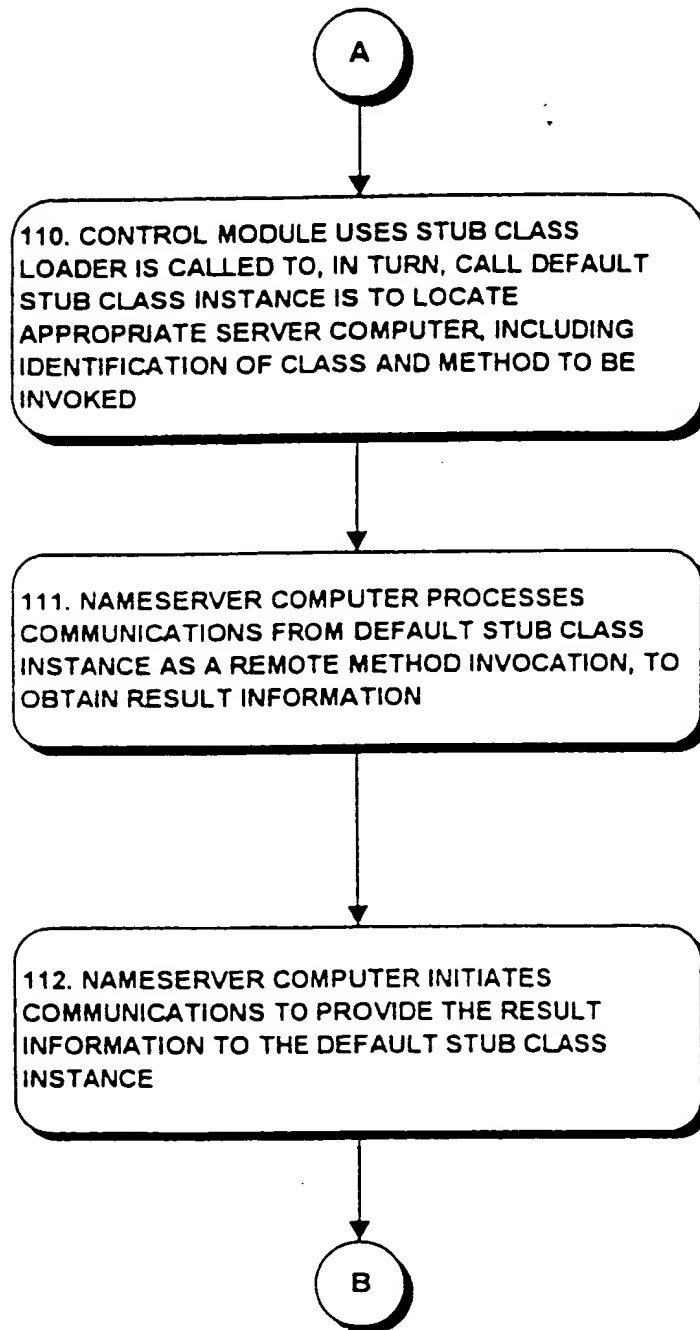 A
110. CONTROL MODULE USES STUB CLASS
LOADER IS CALLED TO, IN TURN, CALL DEFAULT
STUB CLASS INSTANCE IS TO LOCATE
APPROPRIATE SERVER COMPUTER, INCLUDING
IDENTIFICATION OF CLASS AND METHOD TO BE
INVOKED
111. NAMESERVER COMPUTER PROCESSES
COMMUNICATIONS FROM DEFAULT STUB CLASS
INSTANCE AS A REMOTE METHOD INVOCATION, TO
OBTAIN RESULT INFORMATION
112. NAMESERVER COMPUTER INITIATES
COMMUNICATIONS TO PROVIDE THE RESULT
INFORMATION TO THE DEFAULT STUB CLASS
INSTANCE
B